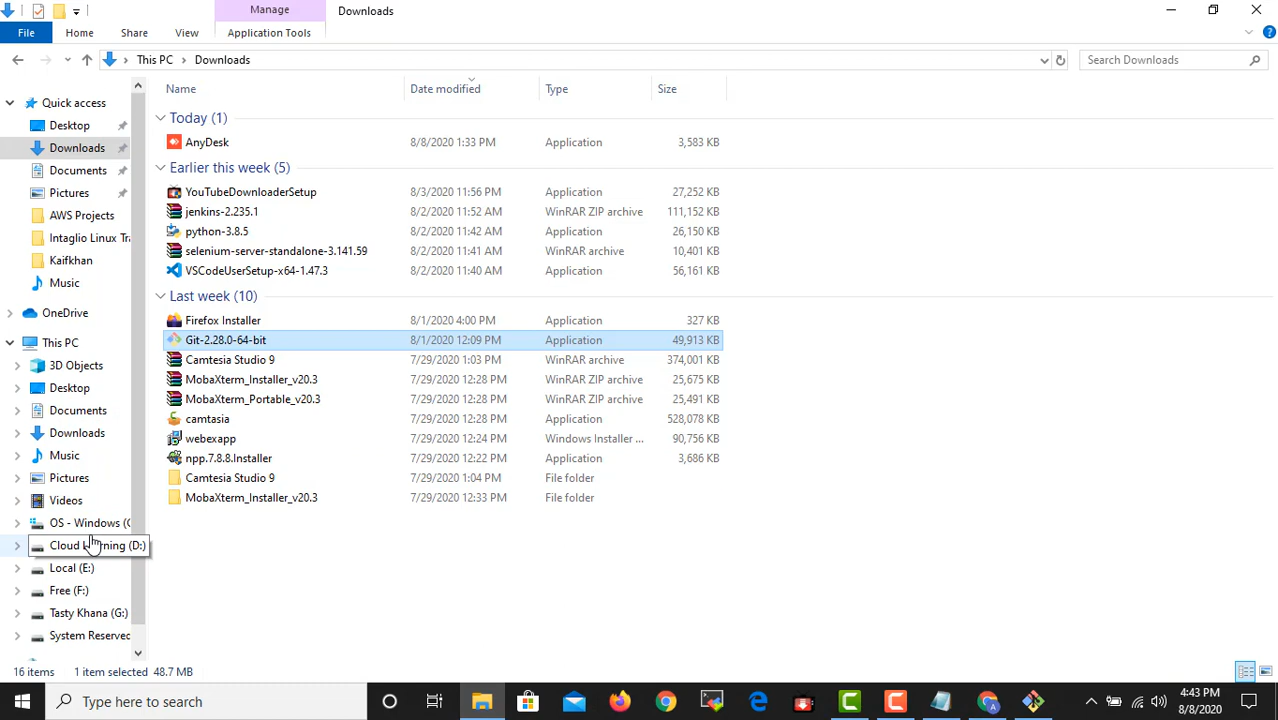 Manage
Downloads
File
Home
Share
View
Application Tools
This PC
Downloads
Search Downloads
Name
Date modified
Type
Size
Quick access
Desktop
Downloads
Documents
Pictures
AWS Projects
Intaglio Linux Tra
Kaifkhan
Music
OneDrive
This PC
3D Objects
Desktop
Documents
Downloads
Music
Pictures
Videos
OS - Windows (C
Cloud Learning (D:)
Local (E:)
Free (F:)
Tasty Khana (G:)
System Reserved
Today (1)
AnyDesk 8/8/2020 1:33 PM Application 3,583 KB
Earlier this week (5)
YouTubeDownloaderSetup 8/3/2020 11:56 PM Application 27,252 KB
jenkins-2.235.1 8/2/2020 11:52 AM WinRAR ZIP archive 111,152 KB
python-3.8.5 8/2/2020 11:42 AM Application 26,150 KB
selenium-server-standalone-3.141.59 8/2/2020 11:41 AM WinRAR archive 10,401 KB
VSCodeUserSetup-x64-1.47.3 8/2/2020 11:40 AM Application 56,161 KB
Last week (10)
Firefox Installer 8/1/2020 4:00 PM Application 327 KB
Git-2.28.0-64-bit 8/1/2020 12:09 PM Application 49,913 KB
Camtesia Studio 9 7/29/2020 1:03 PM WinRAR archive 374,001 KB
MobaXterm_Installer_v20.3 7/29/2020 12:28 PM WinRAR ZIP archive 25,675 KB
MobaXterm_Portable_v20.3 7/29/2020 12:28 PM WinRAR ZIP archive 25,491 KB
camtasia 7/29/2020 12:28 PM Application 528,078 KB
webexapp 7/29/2020 12:24 PM Windows Installer ... 90,756 KB
npp.7.8.8.Installer 7/29/2020 12:22 PM Application 3,686 KB
Camtesia Studio 9 7/29/2020 1:04 PM File folder
MobaXterm_Installer_v20.3 7/29/2020 12:33 PM File folder
16 items 1 item selected 48.7 MB
Type here to search
4:43 PM
8/8/2020